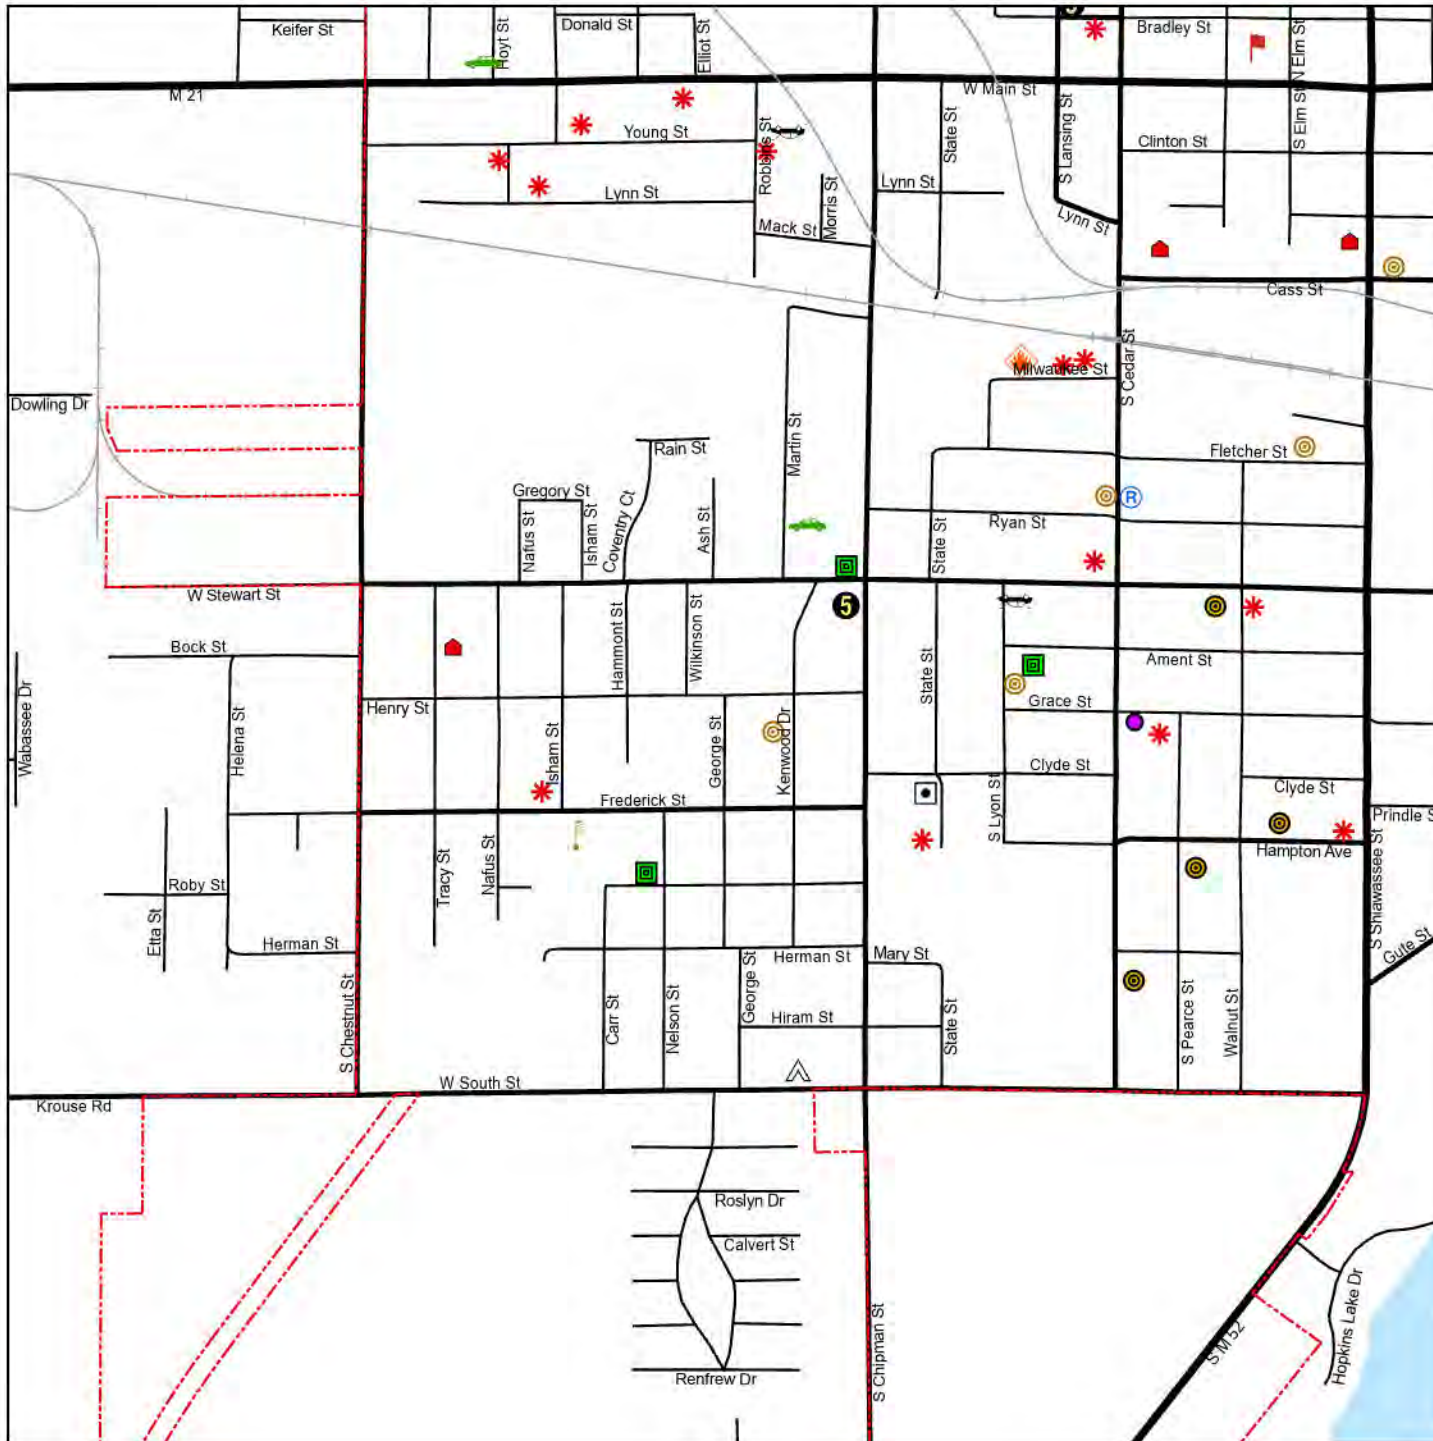 Keifer St
Hoyt St
Donald St
Elliot St
Bradley St
N Elm St
M 21
W Main St
Young St
Robbins St
State St
S Lansing St
Clinton St
S Elm St
Lynn St
Morris St
Lynn St
Lynn St
Mack St
Cass St
S Cedar St
Milwaukee St
Dowling Dr
Martin St
Rain St
Fletcher St
Gregory St
Nafus St
Isham St
Coventry Ct
Ash St
R
Ryan St
State St
W Stewart St
5
Bock St
Hammont St
Wilkinson St
State St
Ament St
Wabassee Dr
Helena St
Henry St
Isham St
George St
Kenwood Dr
Grace St
Clyde St
S Lyon St
Clyde St
Frederick St
Prindle S
Tracy St
Nafus St
Hampton Ave
S Shiawassee St
Roby St
Etta St
Herman St
Herman St
Mary St
Gute St
S Chestnut St
Carr St
Nelson St
George St
Hiram St
State St
S Pearce St
Walnut St
W South St
Krouse Rd
Roslyn Dr
Calvert St
Renfrew Dr
S Chipman St
S M 52
Hopkins Lake Dr